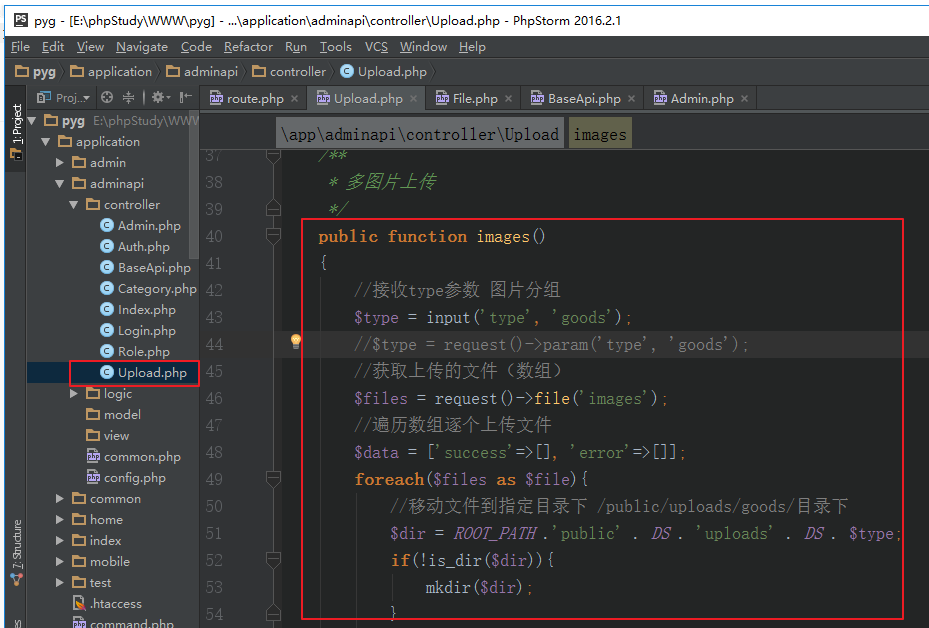 pyg - [E:\phpStudy\WWW\pyg] - ...\application\adminapi\controller\Upload.php - PhpStorm 2016.2.1
File Edit View Navigate Code Refactor Run Tools VCS Window Help
pyg application adminapi controller Upload.php
Proj.. route.php × Upload.php × File.php × BaseApi.php × Admin.php ×
1: Project
7: Structure
pyg E:\phpStudy\WWW
application
admin
adminapi
controller
Admin.php
Auth.php
BaseApi.php
Category.php
Index.php
Login.php
Role.php
Upload.php
logic
model
view
common.php
config.php
common
home
index
mobile
test
.htaccess
command.php
\app\adminapi\controller\Upload images
37 /**
38 * 多图片上传
39 */
40 public function images()
41 {
42 //接收type参数 图片分组
43 $type = input('type', 'goods');
44 //$type = request()->param('type', 'goods');
45 //获取上传的文件（数组）
46 $files = request()->file('images');
47 //遍历数组逐个上传文件
48 $data = ['success'=>[], 'error'=>[]];
49 foreach($files as $file){
50 //移动文件到指定目录下 /public/uploads/goods/目录下
51 $dir = ROOT_PATH .'public' . DS . 'uploads' . DS . $type;
52 if(!is_dir($dir)){
53 mkdir($dir);
54 }